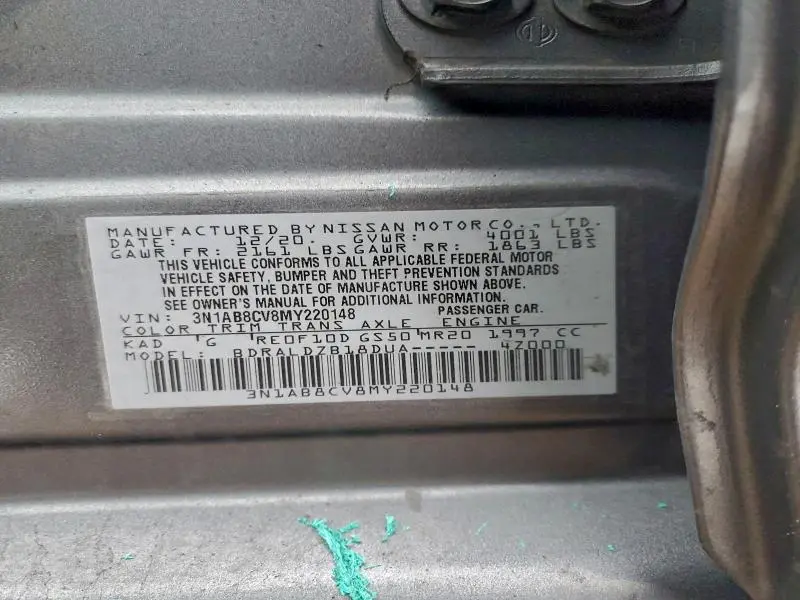 MANUFACTURED BY NISSAN MOTOR CO., LTD.
DATE: 12/20. GVWR: 4001 LBS
GAWR FR: 2161 LBS GAWR RR: 1863 LBS
THIS VEHICLE CONFORMS TO ALL APPLICABLE FEDERAL MOTOR
VEHICLE SAFETY, BUMPER AND THEFT PREVENTION STANDARDS
IN EFFECT ON THE DATE OF MANUFACTURE SHOWN ABOVE.
SEE OWNER'S MANUAL FOR ADDITIONAL INFORMATION.
VIN: 3N1AB8CV8MY220148 PASSENGER CAR.
COLOR TRIM TRANS AXLE ENGINE
KAD 'G 'RE0F10D GS50'MR20 1997 CC
MODEL: BDRALDZB18DUA----- 4Z000
3N1AB8CV8MY220148